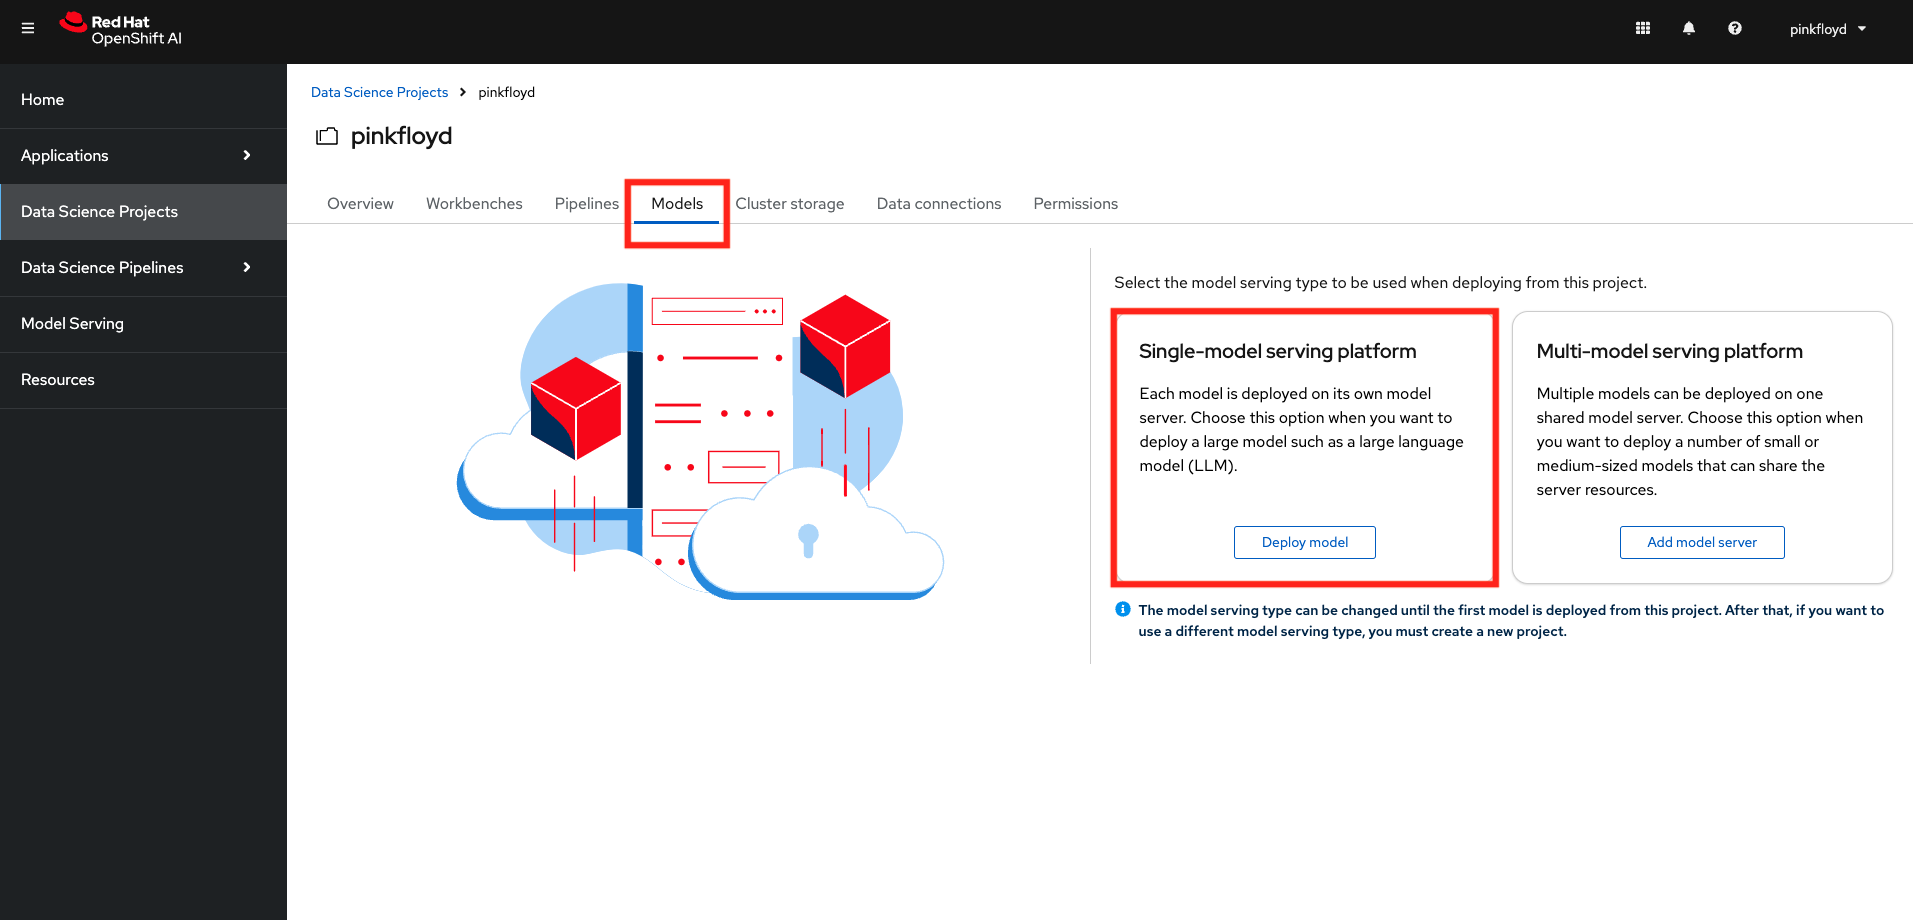 Red Hat
OpenShift AI
pinkfloyd
Home
Applications
Data Science Projects
Data Science Pipelines
Model Serving
Resources
Data Science Projects > pinkfloyd
pinkfloyd
Overview Workbenches Pipelines Models Cluster storage Data connections Permissions
Select the model serving type to be used when deploying from this project.
Single-model serving platform
Each model is deployed on its own model
server. Choose this option when you want to
deploy a large model such as a large language
model (LLM).
Deploy model
Multi-model serving platform
Multiple models can be deployed on one
shared model server. Choose this option when
you want to deploy a number of small or
medium-sized models that can share the
server resources.
Add model server
The model serving type can be changed until the first model is deployed from this project. After that, if you want to
use a different model serving type, you must create a new project.